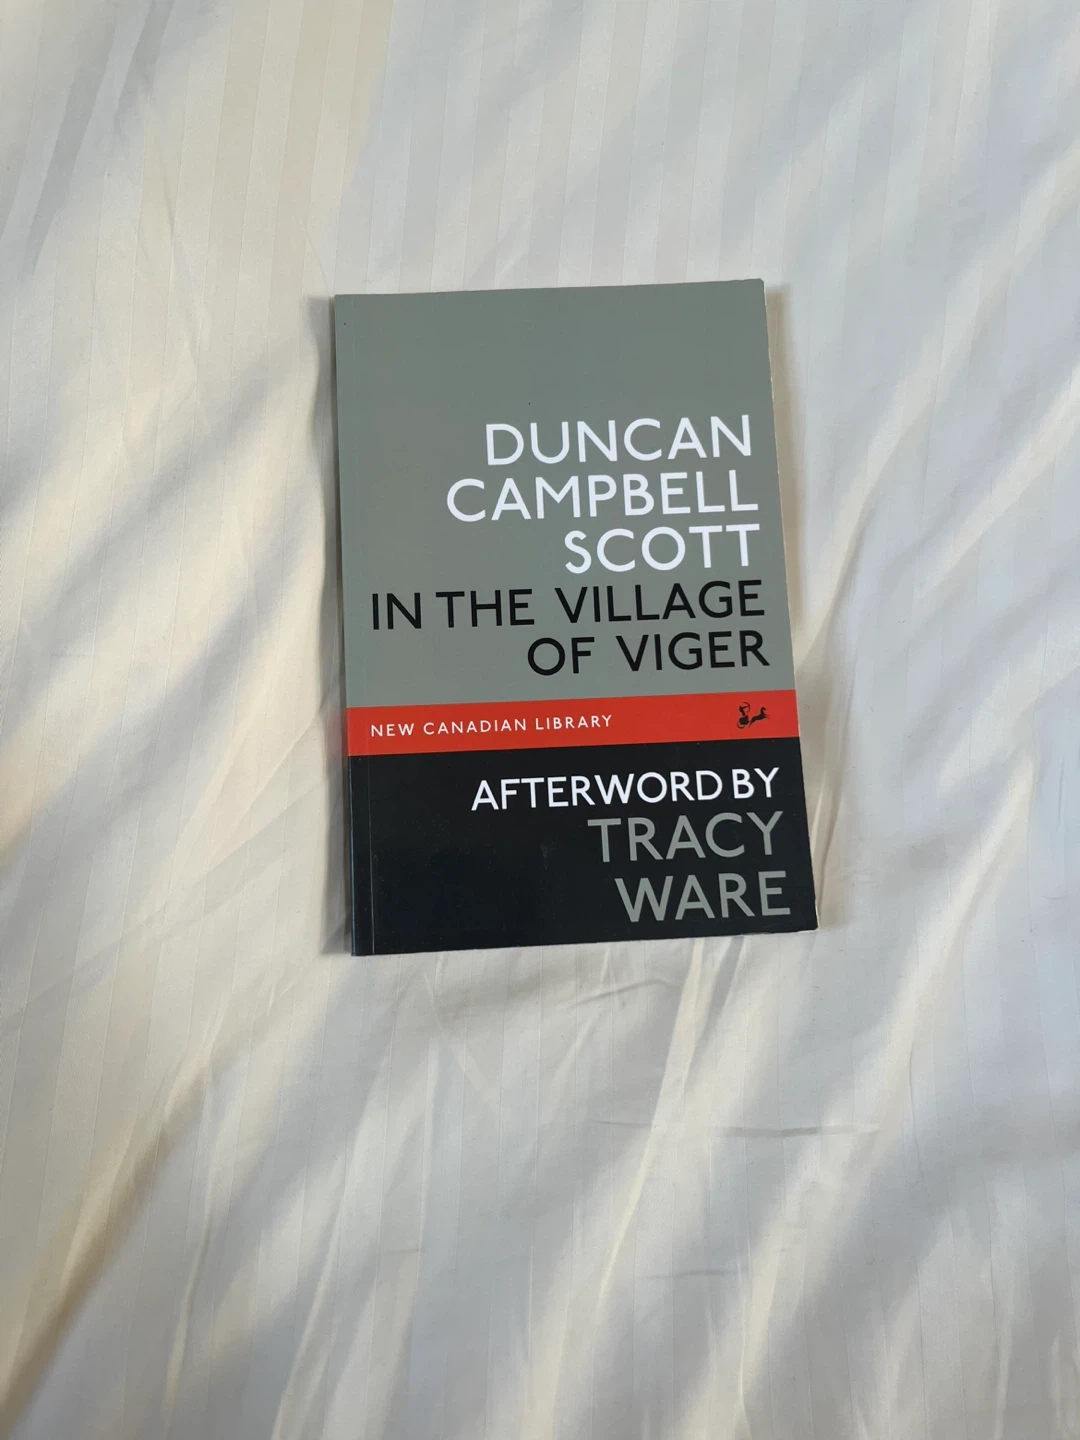 DUNCAN
CAMPBELL
SCOTT
IN THE VILLAGE
OF VIGER
NEW CANADIAN LIBRARY
AFTERWORD BY
TRACY
WARE